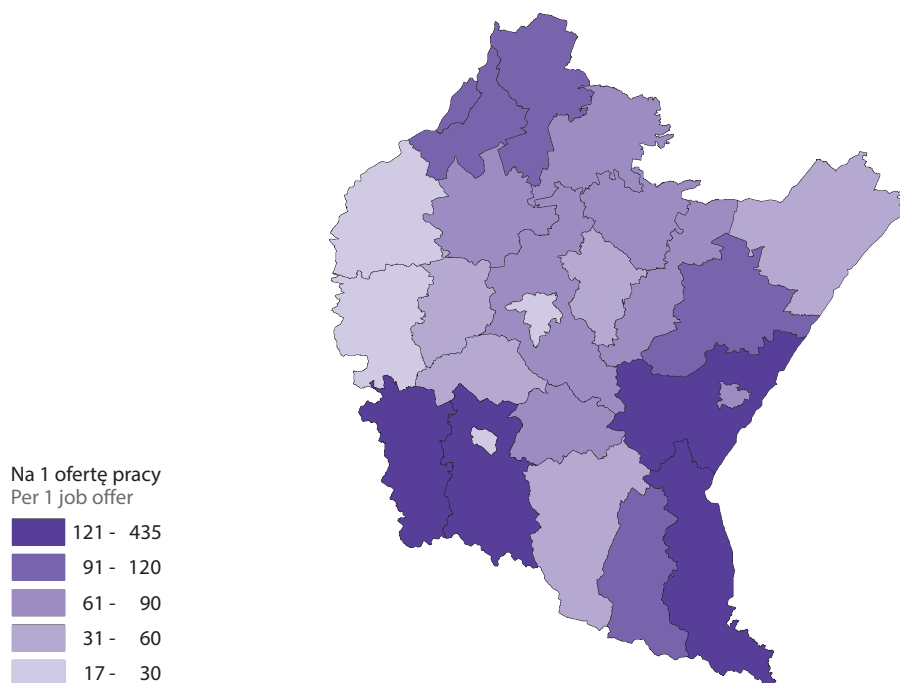 Na 1 ofertę pracy
Per 1 job offer
121 - 435
91 - 120
61 - 90
31 - 60
17 - 30